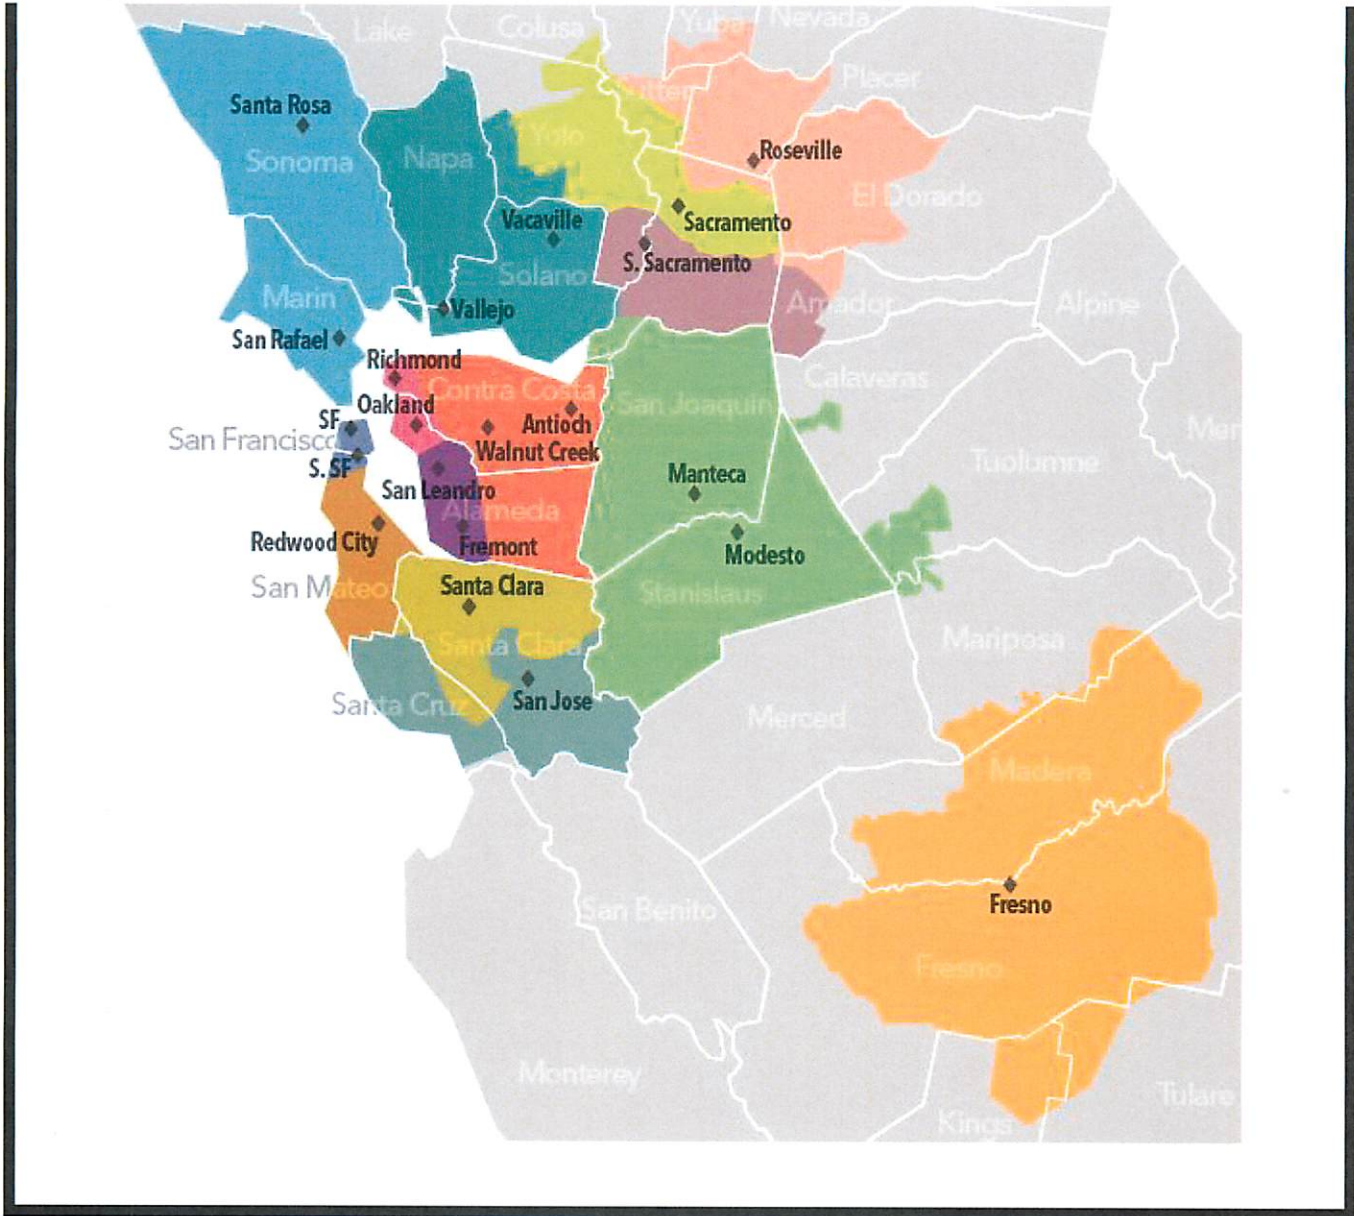 Lake
Colusa
Yuba
Nevada
Placer
Sutter
Santa Rosa
Sonoma
Napa
Yolo
Roseville
El Dorado
Vacaville
Sacramento
Solano
S. Sacramento
Marin
Vallejo
Amador
Alpine
San Rafael
Richmond
Contra Costa
Calaveras
San Joaquin
Oakland
SF
Antioch
San Francisco
Walnut Creek
Tuolumne
S. SF
Manteca
San Leandro
Alameda
Redwood City
Fremont
Modesto
San Mateo
Santa Clara
Stanislaus
Santa Clara
Mariposa
Santa Cruz
San Jose
Merced
Madera
Fresno
San Benito
Fresno
Monterey
Tulare
Kings